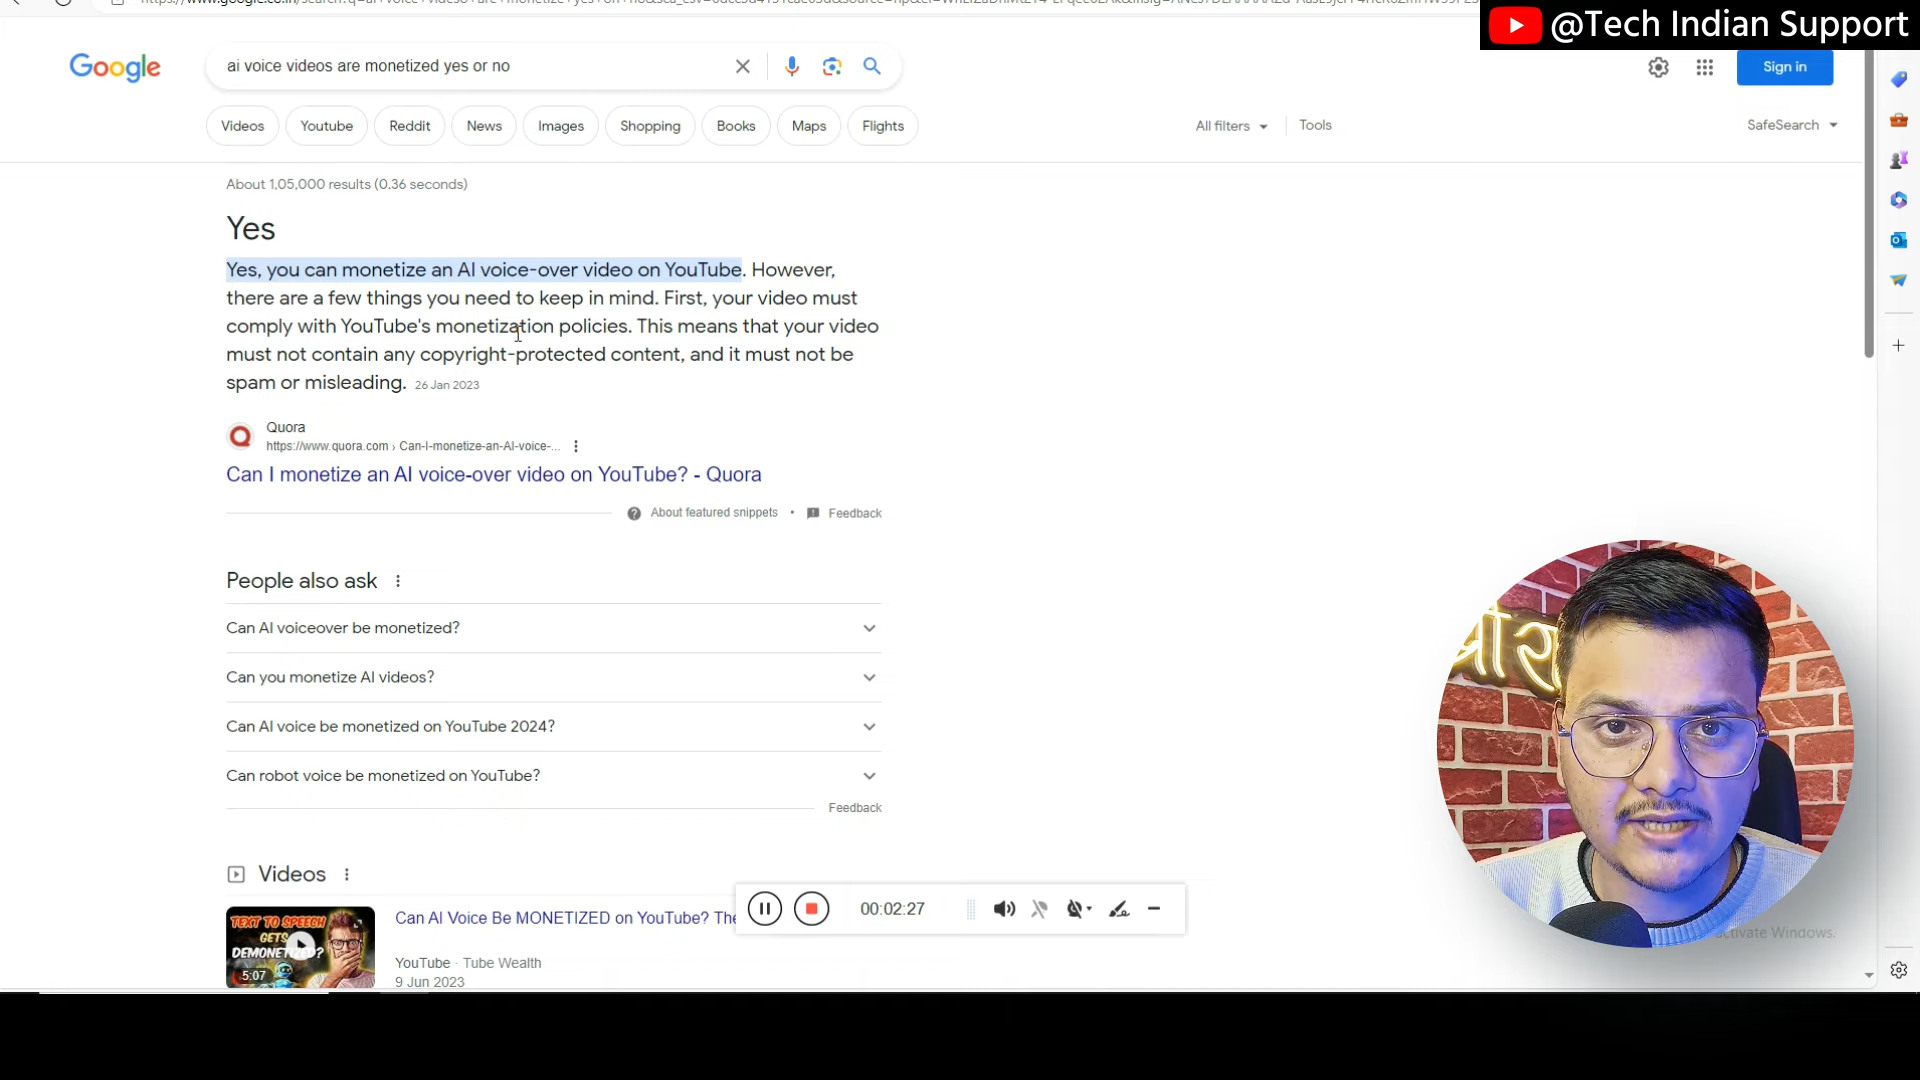 @Tech Indian Support
Google
ai voice videos are monetized yes or no
Sign in
Videos
Youtube
Reddit
News
Images
Shopping
Books
Maps
Flights
All filters
Tools
SafeSearch
About 1,05,000 results (0.36 seconds)
Yes
Yes, you can monetize an AI voice-over video on YouTube. However,
there are a few things you need to keep in mind. First, your video must
comply with YouTube's monetization policies. This means that your video
must not contain any copyright-protected content, and it must not be
spam or misleading. 26 Jan 2023
Quora
https://www.quora.com › Can-I-monetize-an-AI-voice-...
Can I monetize an AI voice-over video on YouTube? - Quora
About featured snippets • Feedback
People also ask
Can AI voiceover be monetized?
Can you monetize AI videos?
Can AI voice be monetized on YouTube 2024?
Can robot voice be monetized on YouTube?
Feedback
Videos
TEXT TO SPEECH
GETS
DEMONETIZED?
5:07
Can AI Voice Be MONETIZED on YouTube? The
YouTube · Tube Wealth
9 Jun 2023
00:02:27
Activate Windows.